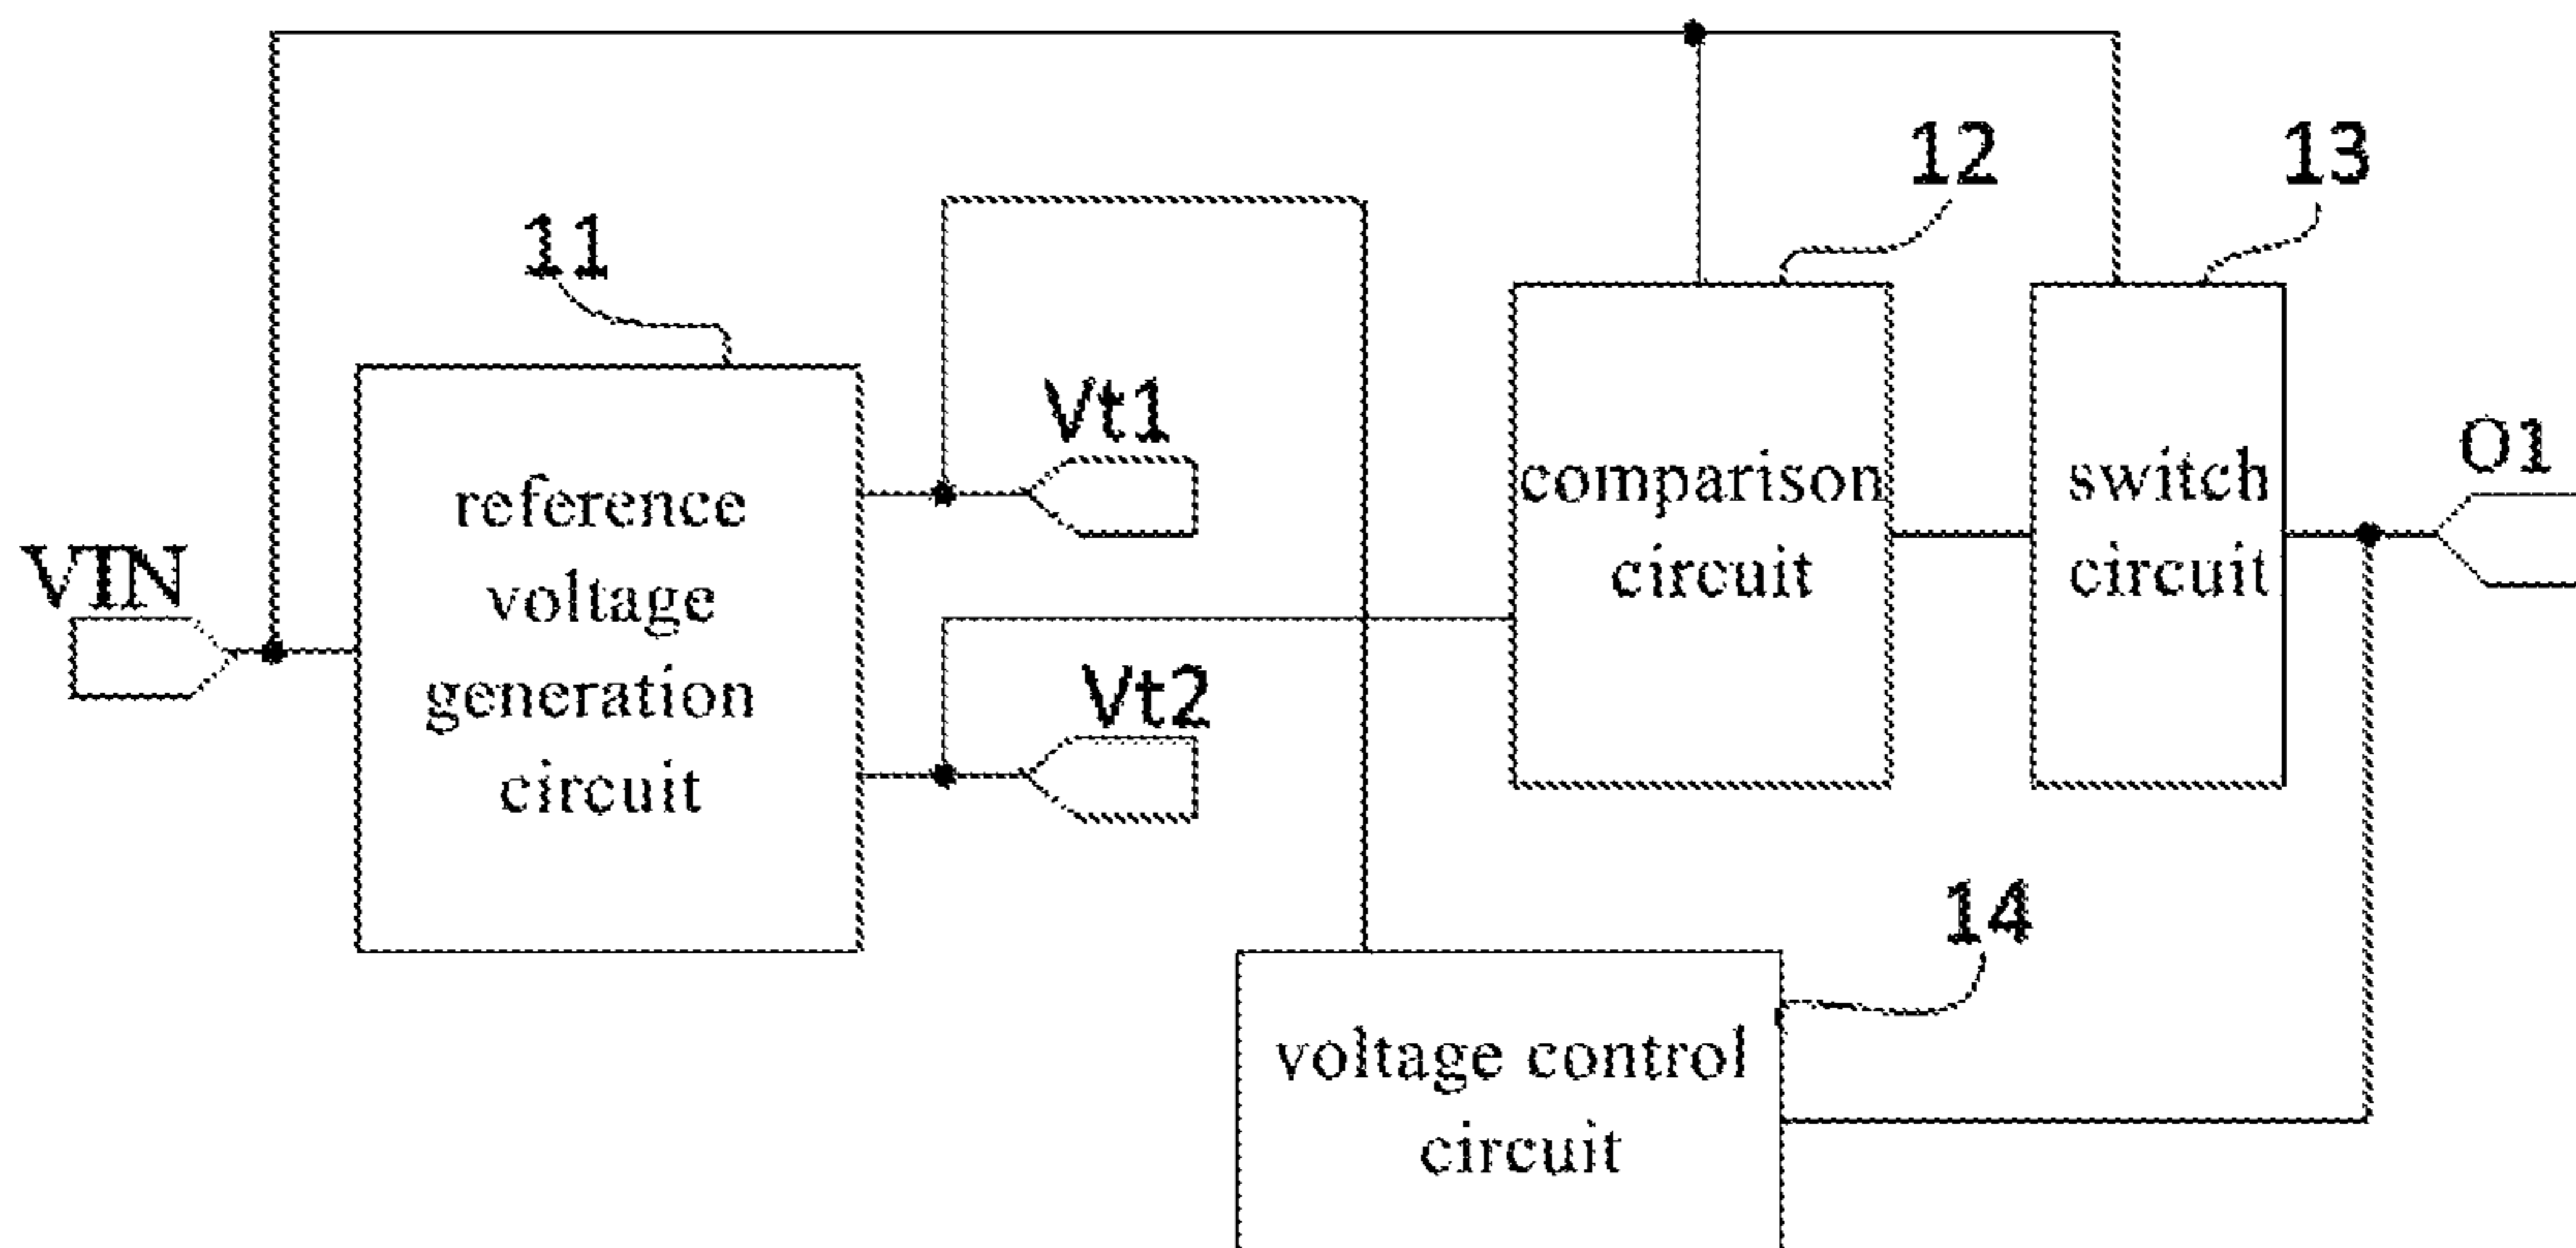 12
13
11
Vt1
O1
comparison
circuit
switch
circuit
reference
voltage
generation
circuit
VIN
Vt2
14
voltage control
circuit